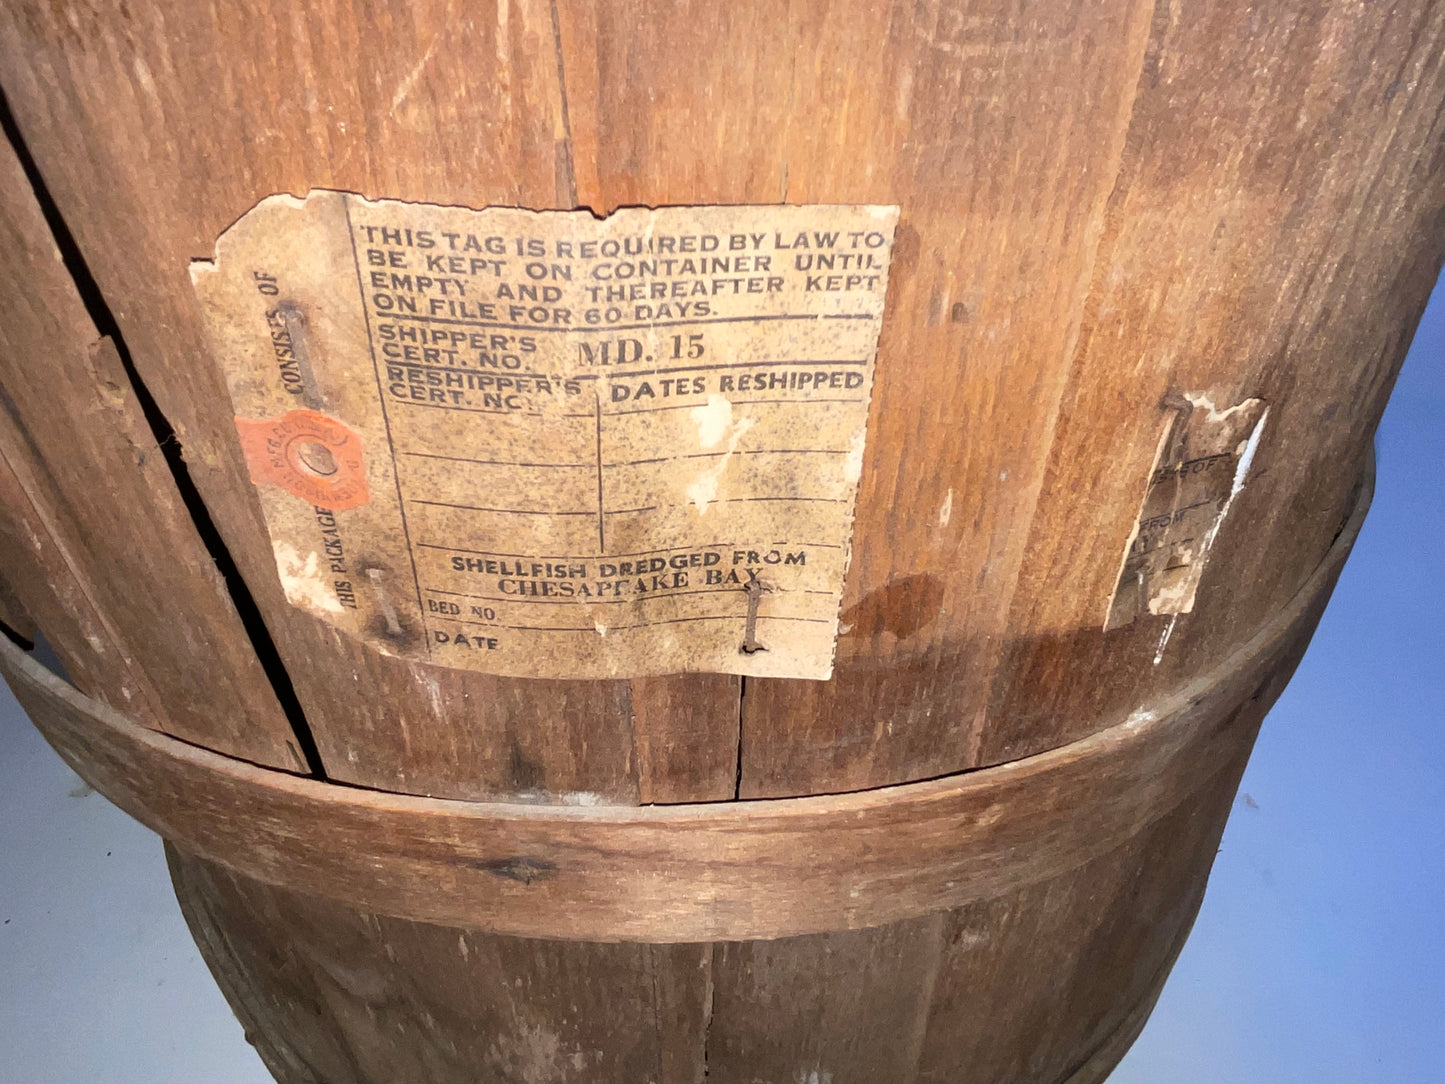 THIS TAG IS REQUIRED BY LAW TO
BE KEPT ON CONTAINER UNTIL
EMPTY AND THEREAFTER KEPT
ON FILE FOR 60 DAYS.
SHIPPER'S
CERT. NO. MD. 15
RESHIPPER'S
CERT. NO.
DATES RESHIPPED
SHELLFISH DREDGED FROM
CHESAPEAKE BAY
BED NO.
DATE
THIS PACKAGE CONSISTS OF
OF
FROM